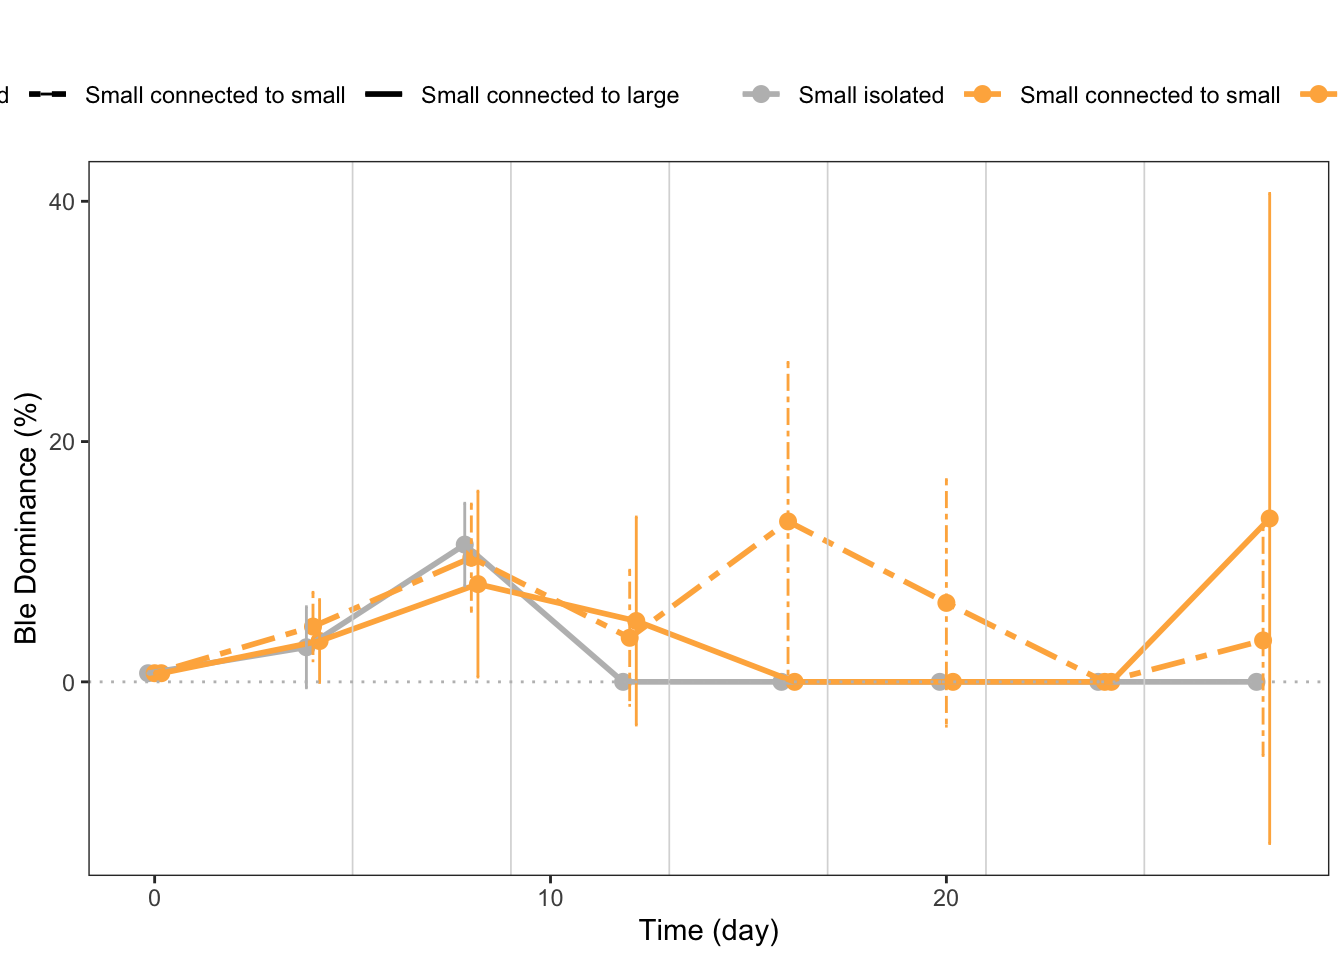 d Small connected to small Small connected to large Small isolated Small connected to small
40
20
0
Ble Dominance (%)
0 10 20
Time (day)